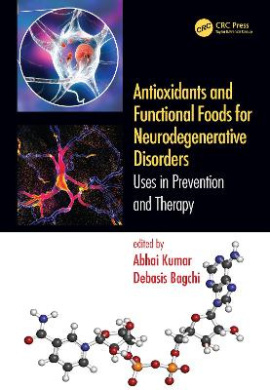 CRC Press
Taylor & Francis Group
Antioxidants and
Functional Foods for
Neurodegenerative
Disorders
Uses in Prevention
and Therapy
edited by
Abhai Kumar
Debasis Bagchi